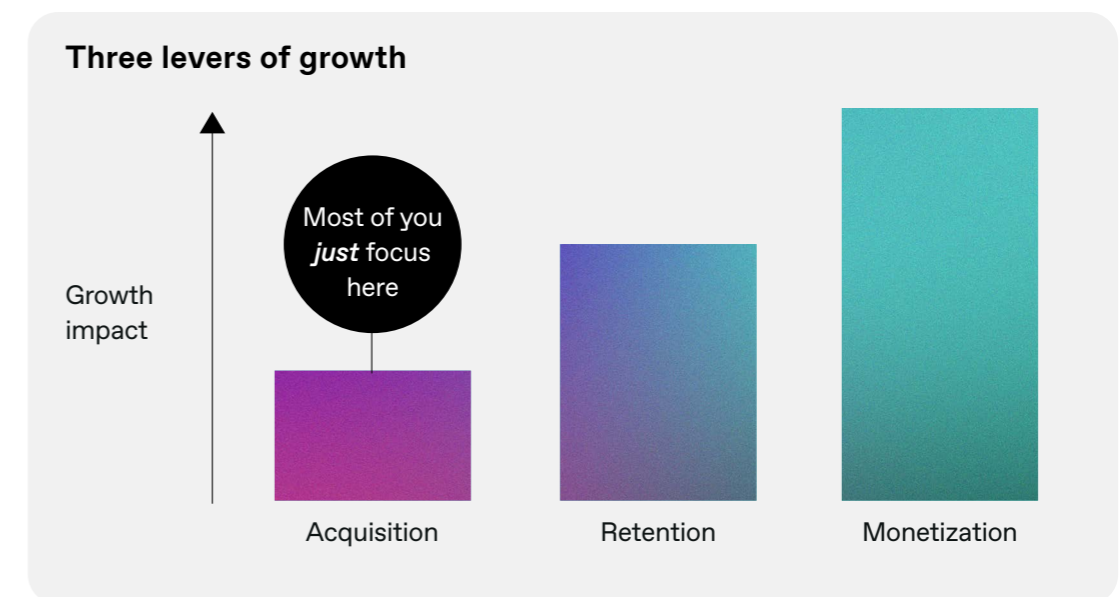 Three levers of growth
Most of you
just focus
here
Growth
impact
Acquisition
Retention
Monetization